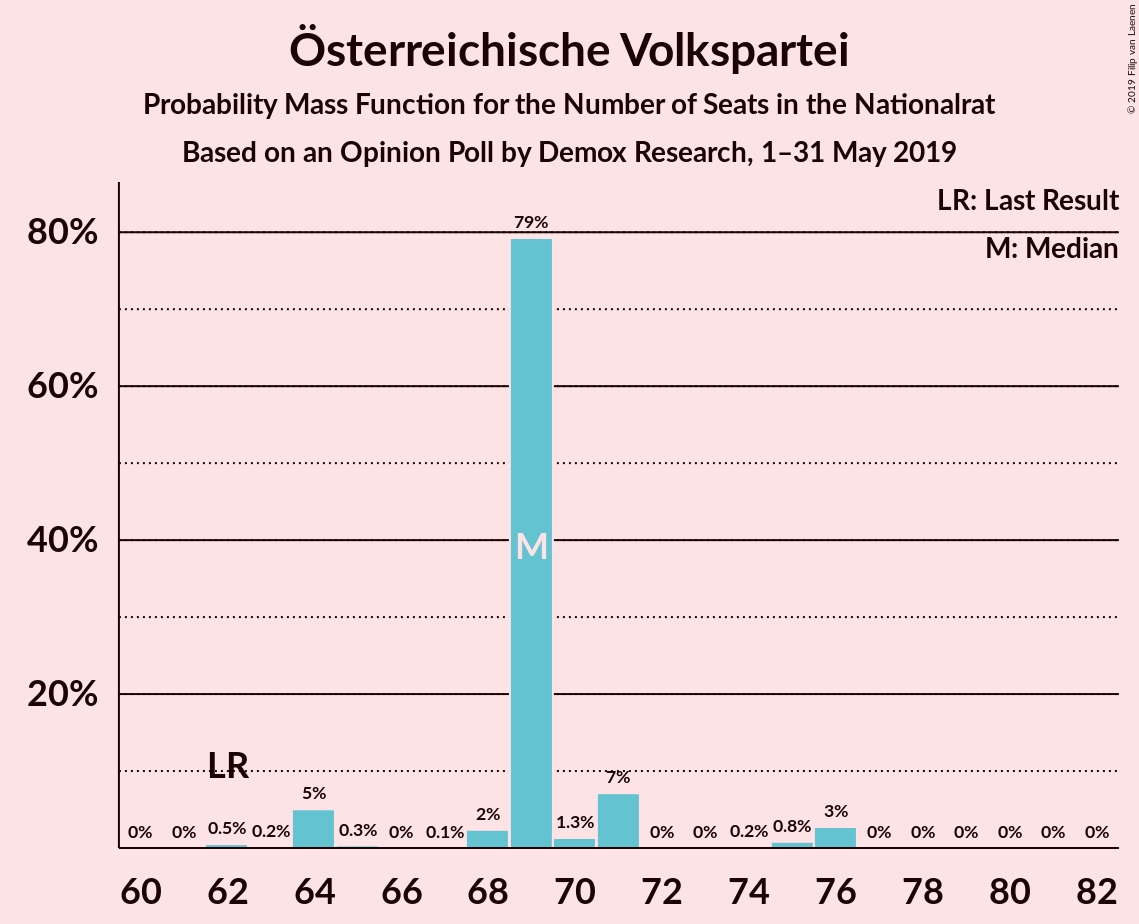 Österreichische Volkspartei
Probability Mass Function for the Number of Seats in the Nationalrat
Based on an Opinion Poll by Demox Research, 1–31 May 2019
© 2019 Filip van Laenen
LR: Last Result
M: Median
80%
60%
40%
20%
79%
M
LR
0% 0% 0.5% 0.2% 5% 0.3% 0% 0.1% 2% 1.3% 7% 0% 0% 0.2% 0.8% 3% 0% 0% 0% 0% 0% 0%
60 62 64 66 68 70 72 74 76 78 80 82